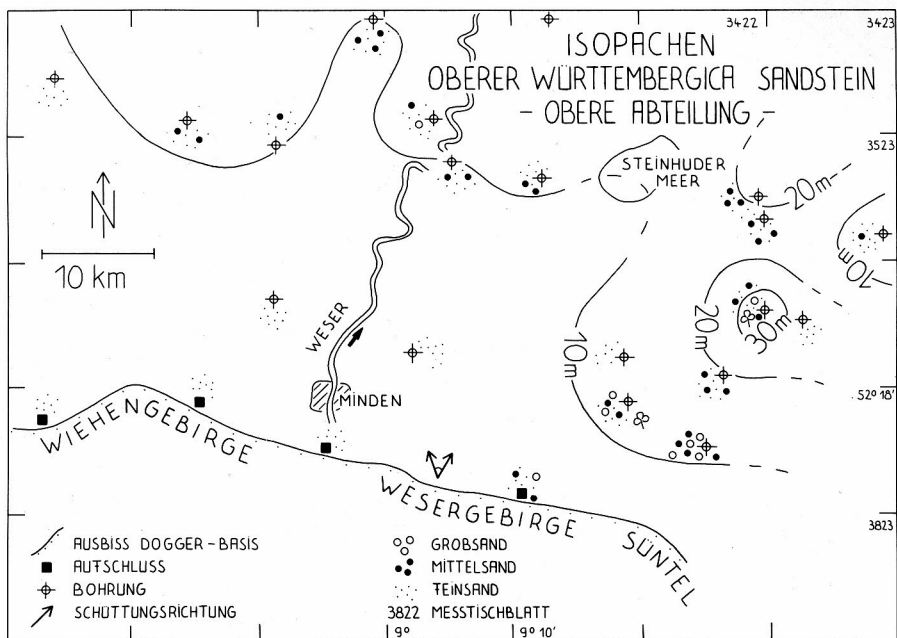 3422
3423
ISOPACHEN
OBERER WÜRTTEMBERGICA SANDSTEIN
- OBERE ABTEILUNG -
3523
STEINHUDER
MEER
20m
N
10 km
10m
WESER
20m
30m
10m
MINDEN
52° 18'
WIEHENGEBIRGE
WESERGEBIRGE
SÜNTEL
3823
AUSBISS DOGGER-BASIS
AUFSCHLUSS
BOHRUNG
SCHÜTTUNGSRICHTUNG
GROBSAND
MITTELSAND
FEINSAND
3822 MESSTISCHBLATT
9°
9° 10'